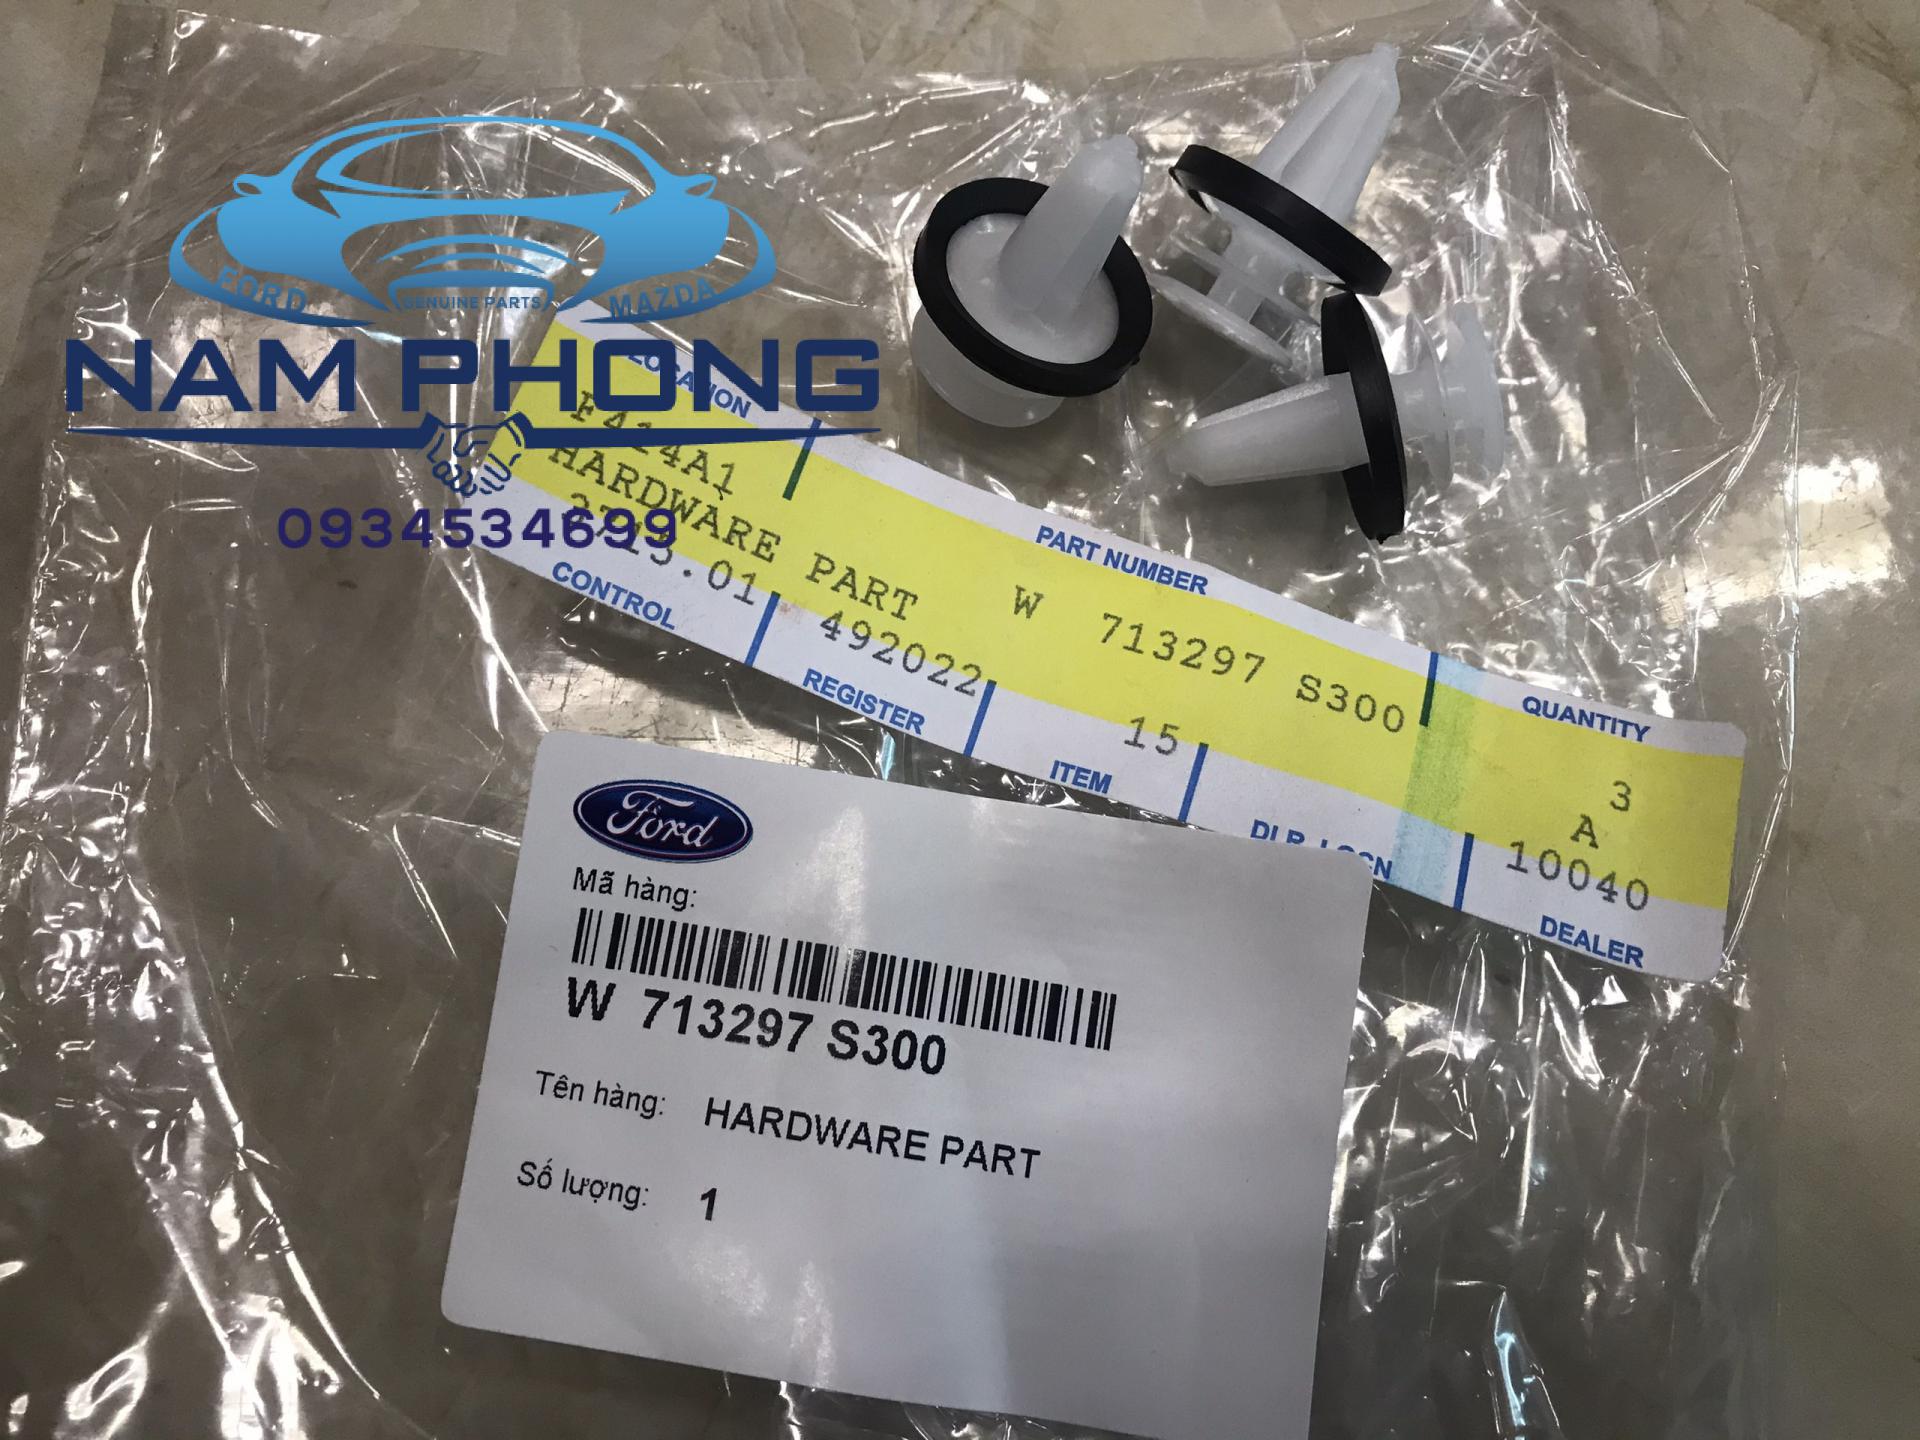 FORD
GENUINE PARTS
MAZDA
NAM PHONG
0934534699
LOCATION
PART NUMBER
QUANTITY
HARDWARE PART
W 713297 S300
3
492022
15
A
10040
CONTROL
REGISTER
ITEM
DEALER
Ford
Mã hàng:
W 713297 S300
Tên hàng: HARDWARE PART
Số lượng: 1